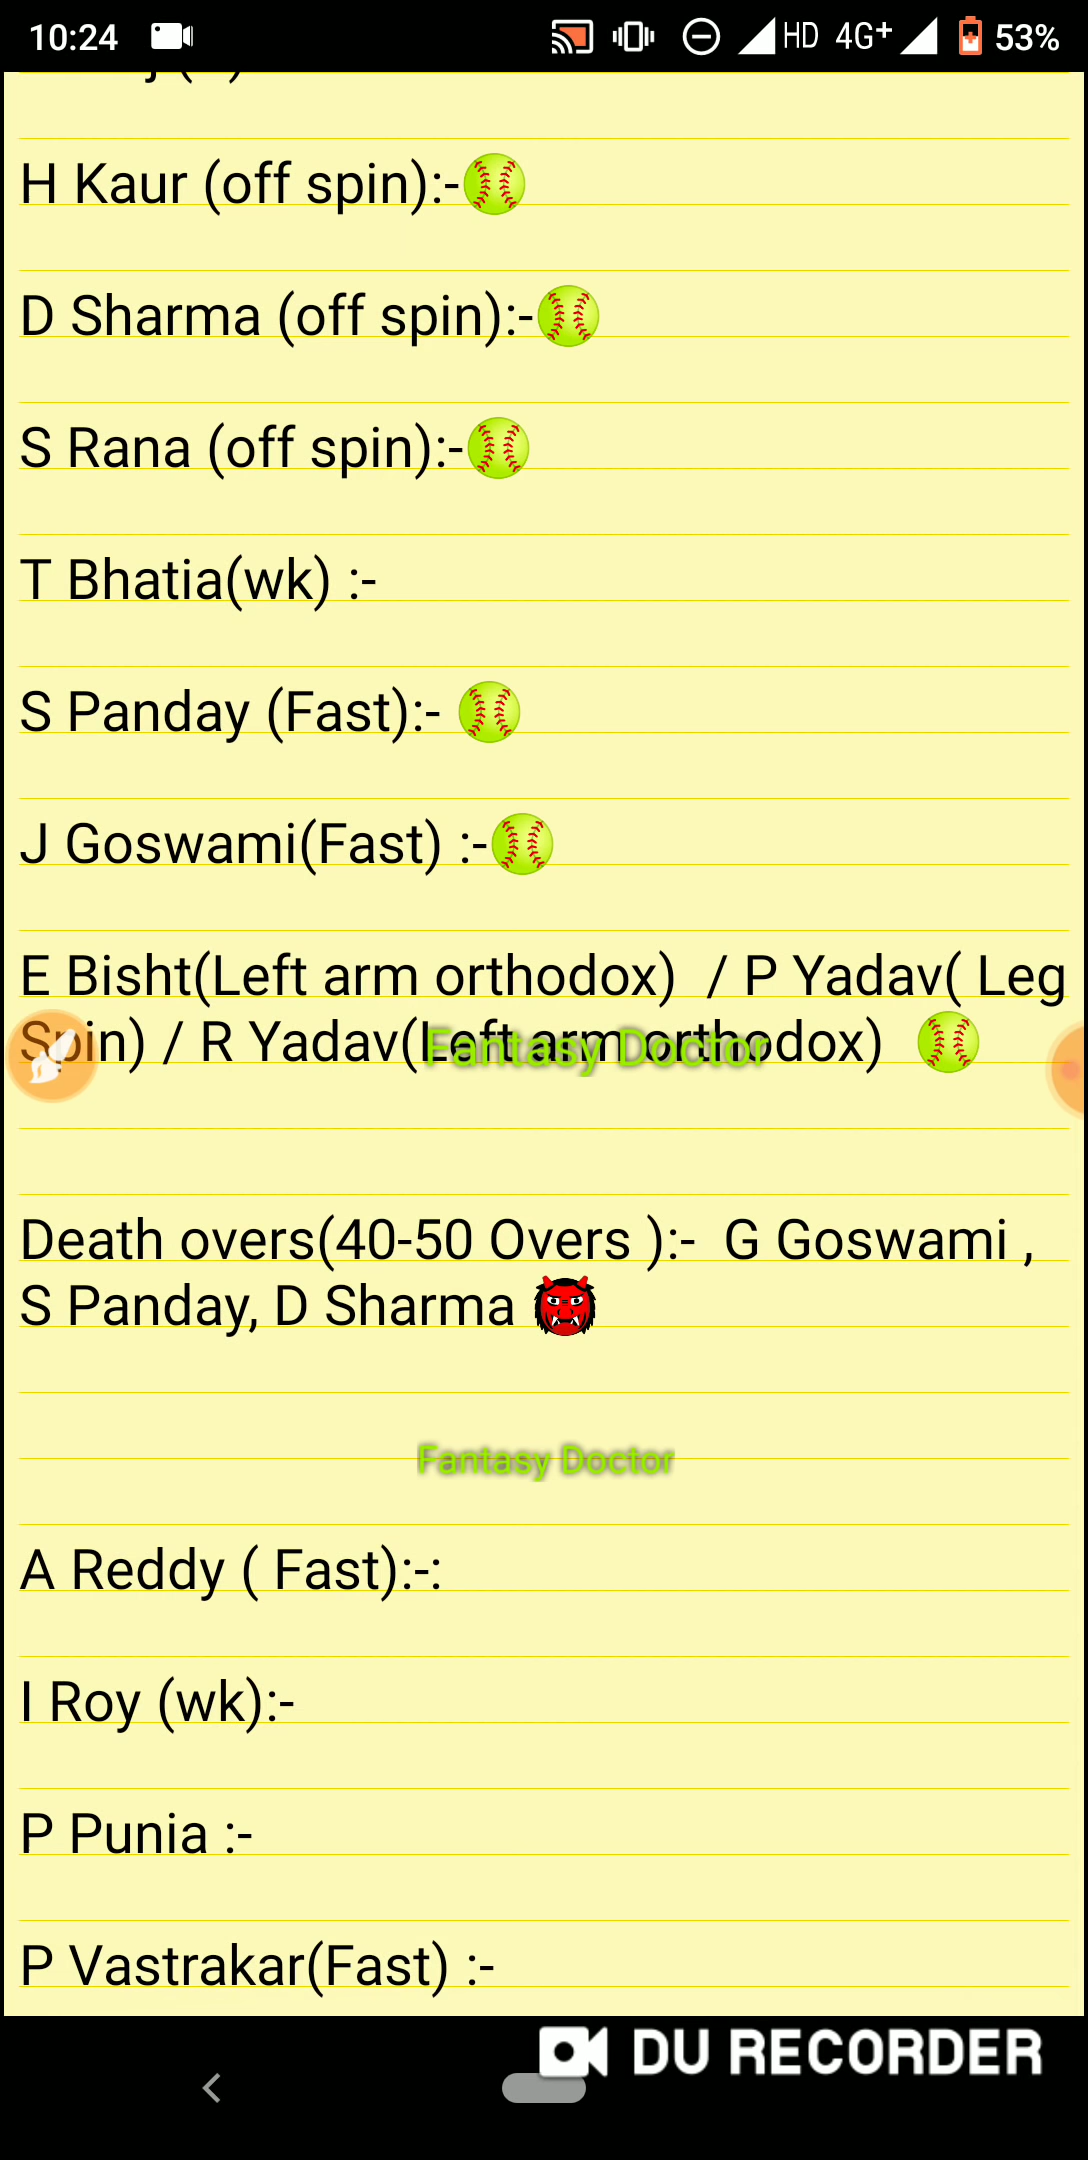 10:24 HD 4G+ 53%
H Kaur (off spin):-🥎
D Sharma (off spin):-🥎
S Rana (off spin):-🥎
T Bhatia(wk) :-
S Panday (Fast):- 🥎
J Goswami(Fast) :-🥎
E Bisht(Left arm orthodox)  / P Yadav( Leg
Spin) / R Yadav(Left arm orthodox)  🥎
Fantasy Doctor
Death overs(40-50 Overs ):-  G Goswami ,
S Panday, D Sharma 👹
Fantasy Doctor
A Reddy ( Fast):-:
I Roy (wk):-
P Punia :-
P Vastrakar(Fast) :-
DU RECORDER